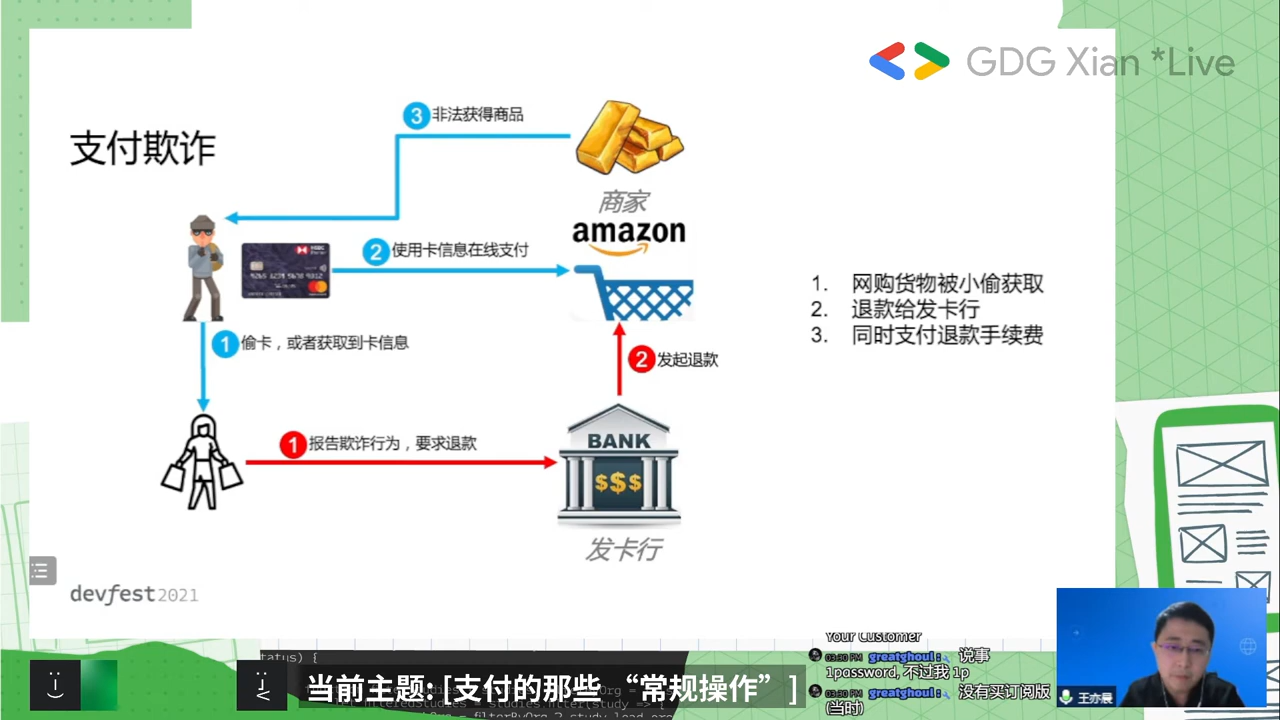 GDG Xian *Live
支付欺诈
3 非法获得商品
商家
amazon
2 使用卡信息在线支付
1 偷卡，或者获取到卡信息
2 发起退款
1 报告欺诈行为，要求退款
BANK
$$$
发卡行
1. 网购货物被小偷获取
2. 退款给发卡行
3. 同时支付退款手续费
devfest2021
当前主题: [支付的那些 “常规操作” ]
Your Customer
03:30 PM greatghoul: 说事
1password, 不过我 1p
03:30 PM greatghoul: 没有买订阅版
(当时)
王亦晨